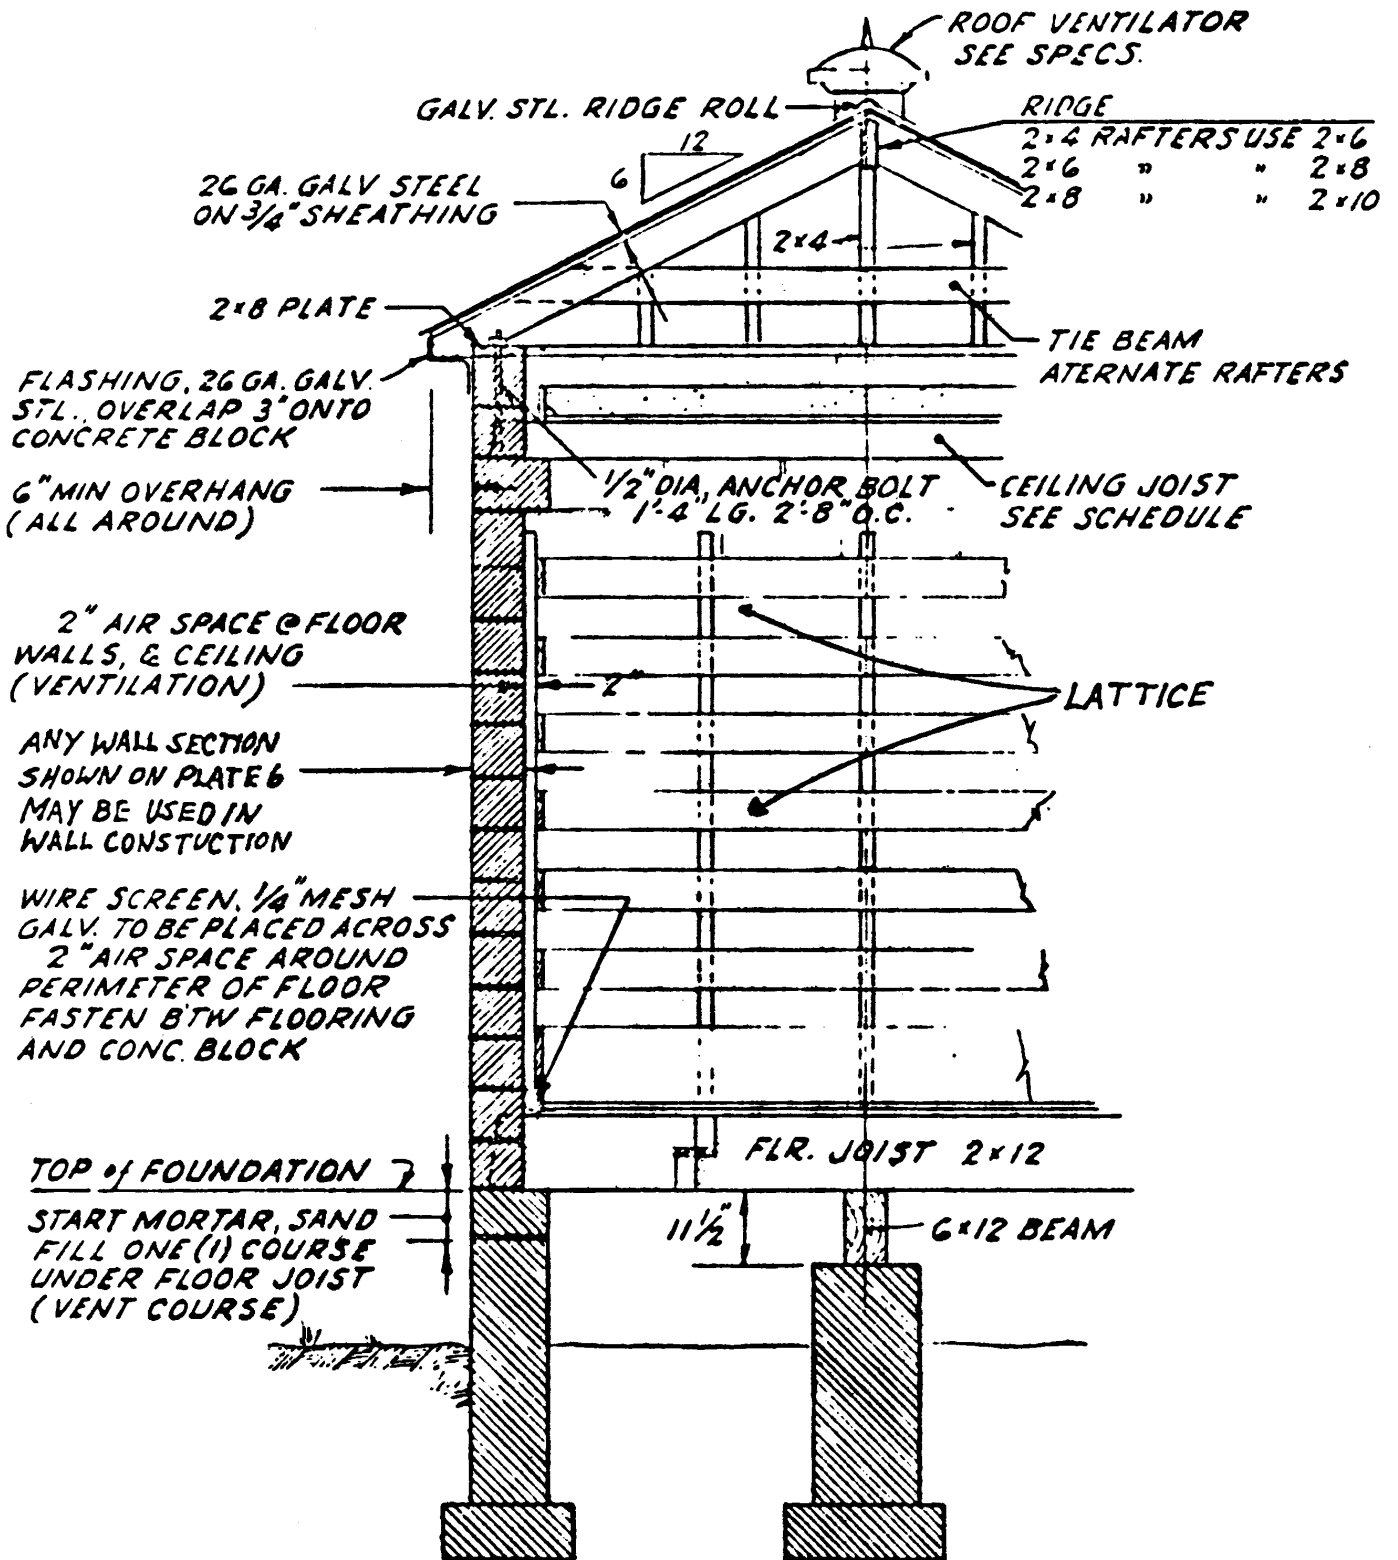 ROOF VENTILATOR
SEE SPECS.
GALV. STL. RIDGE ROLL
RIDGE
2×4 RAFTERS USE 2×6
2×6 " " 2×8
2×8 " " 2×10
12
6
26 GA. GALV STEEL
ON 3/4" SHEATHING
2×4
2×8 PLATE
TIE BEAM
ATERNATE RAFTERS
FLASHING, 26 GA. GALV.
STL., OVERLAP 3" ONTO
CONCRETE BLOCK
6" MIN OVERHANG
(ALL AROUND)
1/2" DIA., ANCHOR BOLT
1'-4" LG. 2'-8" O.C.
CEILING JOIST
SEE SCHEDULE
2" AIR SPACE @ FLOOR
WALLS, & CEILING
(VENTILATION)
2"
LATTICE
ANY WALL SECTION
SHOWN ON PLATE 6
MAY BE USED IN
WALL CONSTUCTION
WIRE SCREEN, 1/4" MESH
GALV. TO BE PLACED ACROSS
2" AIR SPACE AROUND
PERIMETER OF FLOOR
FASTEN BTW FLOORING
AND CONC. BLOCK
FLR. JOIST 2×12
TOP of FOUNDATION
START MORTAR, SAND
FILL ONE (1) COURSE
UNDER FLOOR JOIST
(VENT COURSE)
11 1/2"
6×12 BEAM